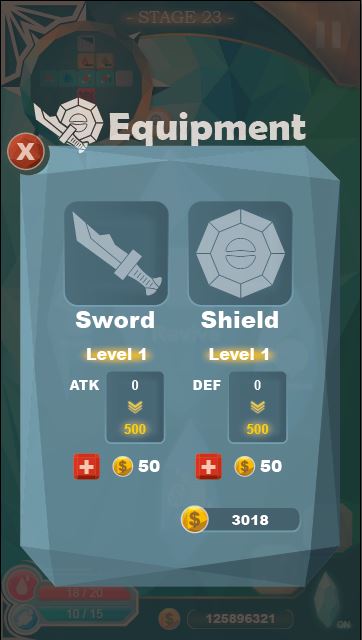 - STAGE 23 -
Equipment
X
Sword Shield
Level 1 Level 1
ATK 0 DEF 0
500 500
+ $ 50 + $ 50
$ 3018
18 / 20
10 / 15
$ 125896321
ON